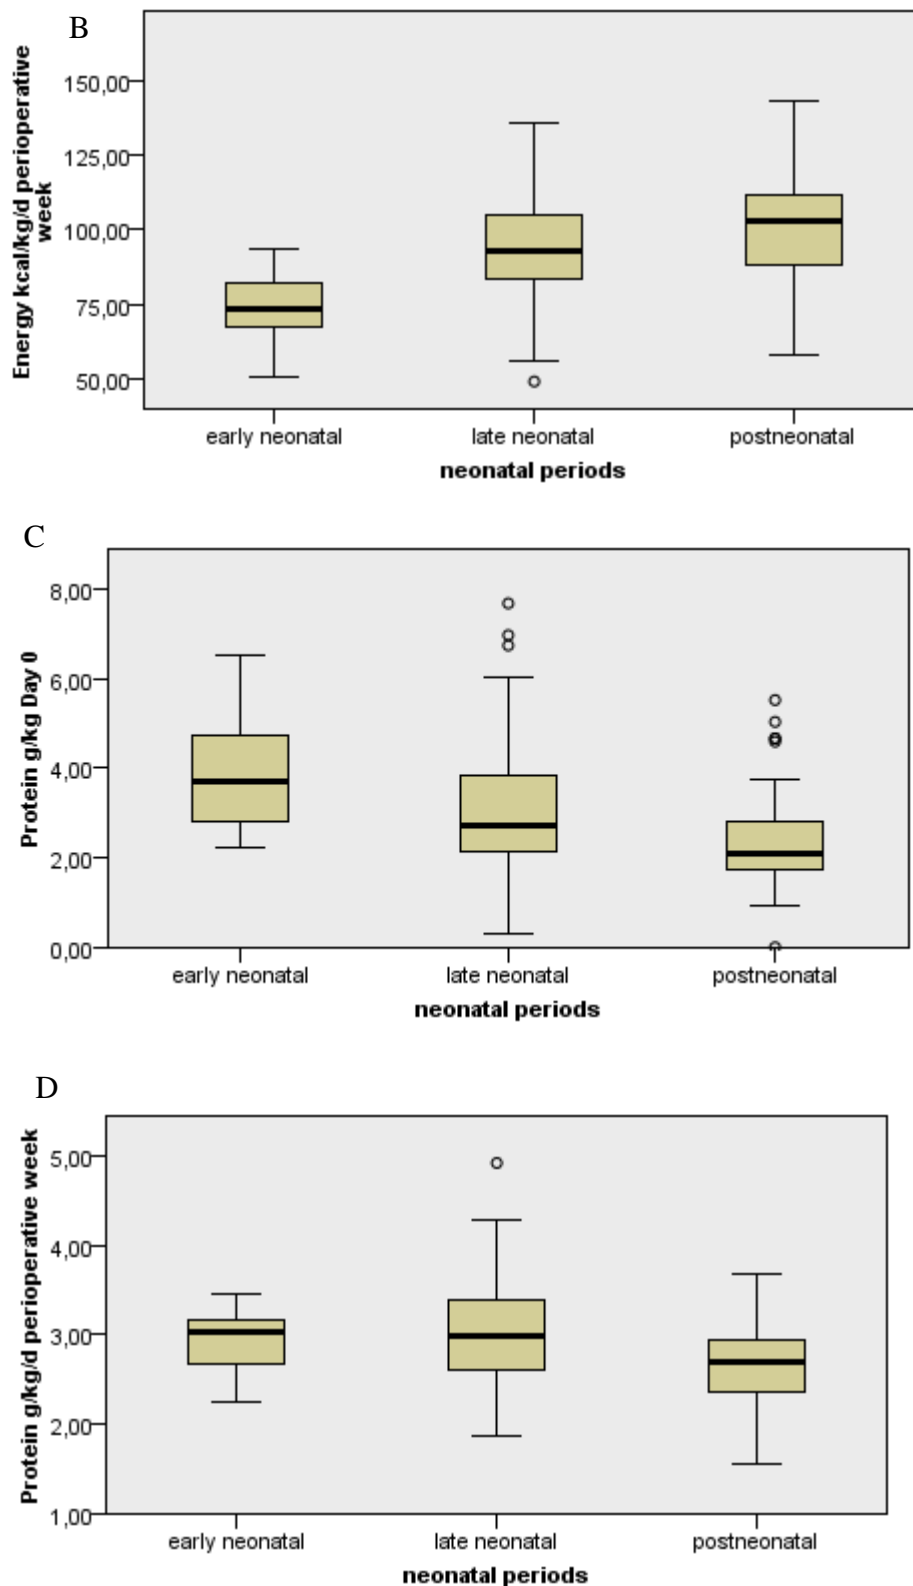 B
Energy kcal/kg/d perioperative
week
150,00
125,00
100,00
75,00
50,00
early neonatal late neonatal postneonatal
neonatal periods
C
Protein g/kg Day 0
8,00
6,00
4,00
2,00
0,00
early neonatal late neonatal postneonatal
neonatal periods
D
Protein g/kg/d perioperative week
5,00
4,00
3,00
2,00
1,00
early neonatal late neonatal postneonatal
neonatal periods